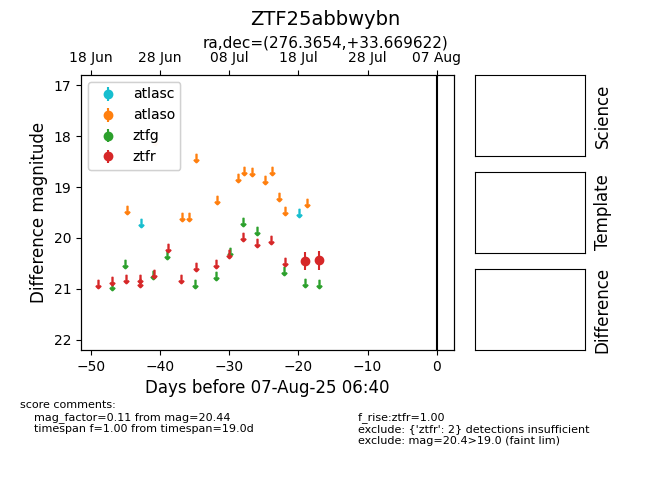 ZTF25abbwybn
ra,dec=(276.3654,+33.669622)
18 Jun 28 Jun 08 Jul 18 Jul 28 Jul 07 Aug
atlasc
atlaso
ztfg
ztfr
17
18
19
20
21
22
Difference magnitude
−50 −40 −30 −20 −10 0
Days before 07-Aug-25 06:40
Science
Template
Difference
score comments:
mag_factor=0.11 from mag=20.44
timespan f=1.00 from timespan=19.0d
f_rise:ztfr=1.00
exclude: {'ztfr': 2} detections insufficient
exclude: mag=20.4>19.0 (faint lim)